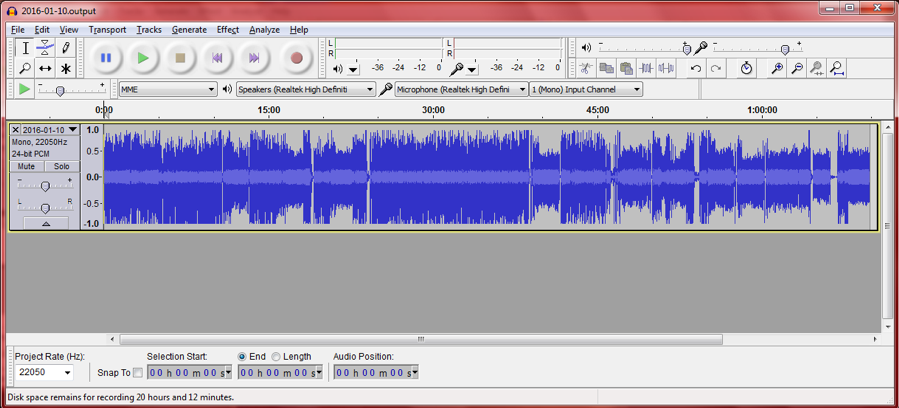 2016-01-10.output
File Edit View Transport Tracks Generate Effect Analyze Help
L
R
-36 -24 -12 0
L
R
-36 -24 -12 0
- +
- +
- +
MME
Speakers (Realtek High Definiti
Microphone (Realtek High Definiti
1 (Mono) Input Channel
0:00 15:00 30:00 45:00 1:00:00
2016-01-10
Mono, 22050Hz
24-bit PCM
Mute Solo
- +
L R
1.0
0.5
0.0-
-0.5
-1.0
Project Rate (Hz): Selection Start: End Length Audio Position:
22050 Snap To 00 h 00 m 00 s 00 h 00 m 00 s 00 h 00 m 00 s
Disk space remains for recording 20 hours and 12 minutes.